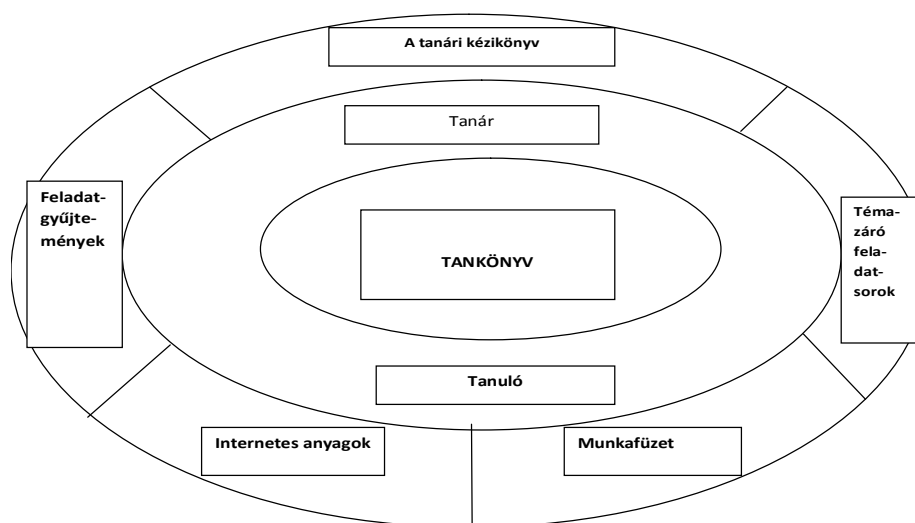 A tanári kézikönyv
Tanár
Feladat-
gyűjte-
mények
TANKÖNYV
Téma-
záró
fela-
dat-
sorok
Tanuló
Internetes anyagok
Munkafüzet